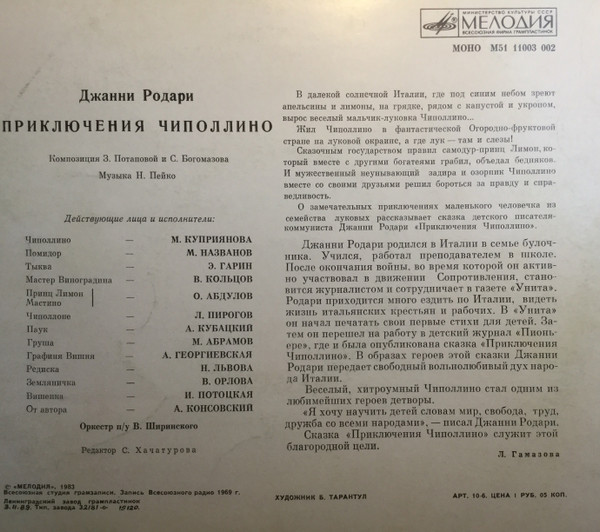 МИНИСТЕРСТВО КУЛЬТУРЫ СССР
МЕЛОДИЯ
ВСЕСОЮЗНАЯ ФИРМА ГРАМПЛАСТИНОК
МОНО М51 11003 002
Джанни Родари
ПРИКЛЮЧЕНИЯ ЧИПОЛЛИНО
Композиция З. Потаповой и С. Богомазова
Музыка Н. Пейко
Действующие лица и исполнители:
Чиполлино — М. КУПРИЯНОВА
Помидор — М. НАЗВАНОВ
Тыква — Э. ГАРИН
Мастер Виноградина — В. КОЛЬЦОВ
Принц Лимон
Мастино — О. АБДУЛОВ
Чиполлоне — Л. ПИРОГОВ
Паук — А. КУБАЦКИЙ
Груша — М. АБРАМОВ
Графиня Вишня — А. ГЕОРГИЕВСКАЯ
Редиска — Н. ЛЬВОВА
Земляничка — В. ОРЛОВА
Вишенка — И. ПОТОЦКАЯ
От автора — А. КОНСОВСКИЙ
Оркестр п/у В. Ширинского
Редактор С. Хачатурова
В далекой солнечной Италии, где под синим небом зреют
апельсины и лимоны, на грядке, рядом с капустой и укропом,
вырос веселый мальчик-луковка Чиполлино...
Жил Чиполлино в фантастической Огородно-фруктовой
стране на луковой окраине, а где лук — там и слезы!
Сказочным государством правил самодур-принц Лимон, ко-
торый вместе с другими богатеями грабил, объедал бедняков.
И мужественный неунывающий задира и озорник Чиполлино
вместе со своими друзьями решил бороться за правду и спра-
ведливость.
О замечательных приключениях маленького человечка из
семейства луковых рассказывает сказка детского писателя-
коммуниста Джанни Родари «Приключения Чиполлино».
Джанни Родари родился в Италии в семье булоч-
ника. Учился, работал преподавателем в школе.
После окончания войны, во время которой он актив-
но участвовал в движении Сопротивления, стано-
вится журналистом и сотрудничает в газете «Унита».
Родари приходится много ездить по Италии, видеть
жизнь итальянских крестьян и рабочих. В «Унита»
он начал печатать свои первые стихи для детей. За-
тем он перешел на работу в детский журнал «Пионь-
ере», где и была опубликована сказка «Приключения
Чиполлино». В образах героев этой сказки Джанни
Родари передает свободный вольнолюбивый дух наро-
да Италии.
Веселый, хитроумный Чиполлино стал одним из
любимейших героев детворы.
„Я хочу научить детей словам мир, свобода, труд,
дружба со всеми народами», — писал Джанни Родари.
Сказка «Приключения Чиполлино» служит этой
благородной цели.
Л. Гамазова
© «МЕЛОДИЯ», 1983
Всесоюзная студия грамзаписи. Запись Всесоюзного радио 1969 г.
Ленинградский завод грампластинок
Тип. завода
ХУДОЖНИК Б. ТАРАНТУЛ
АРТ. 10-6. ЦЕНА 1 РУБ. 05 КОП.